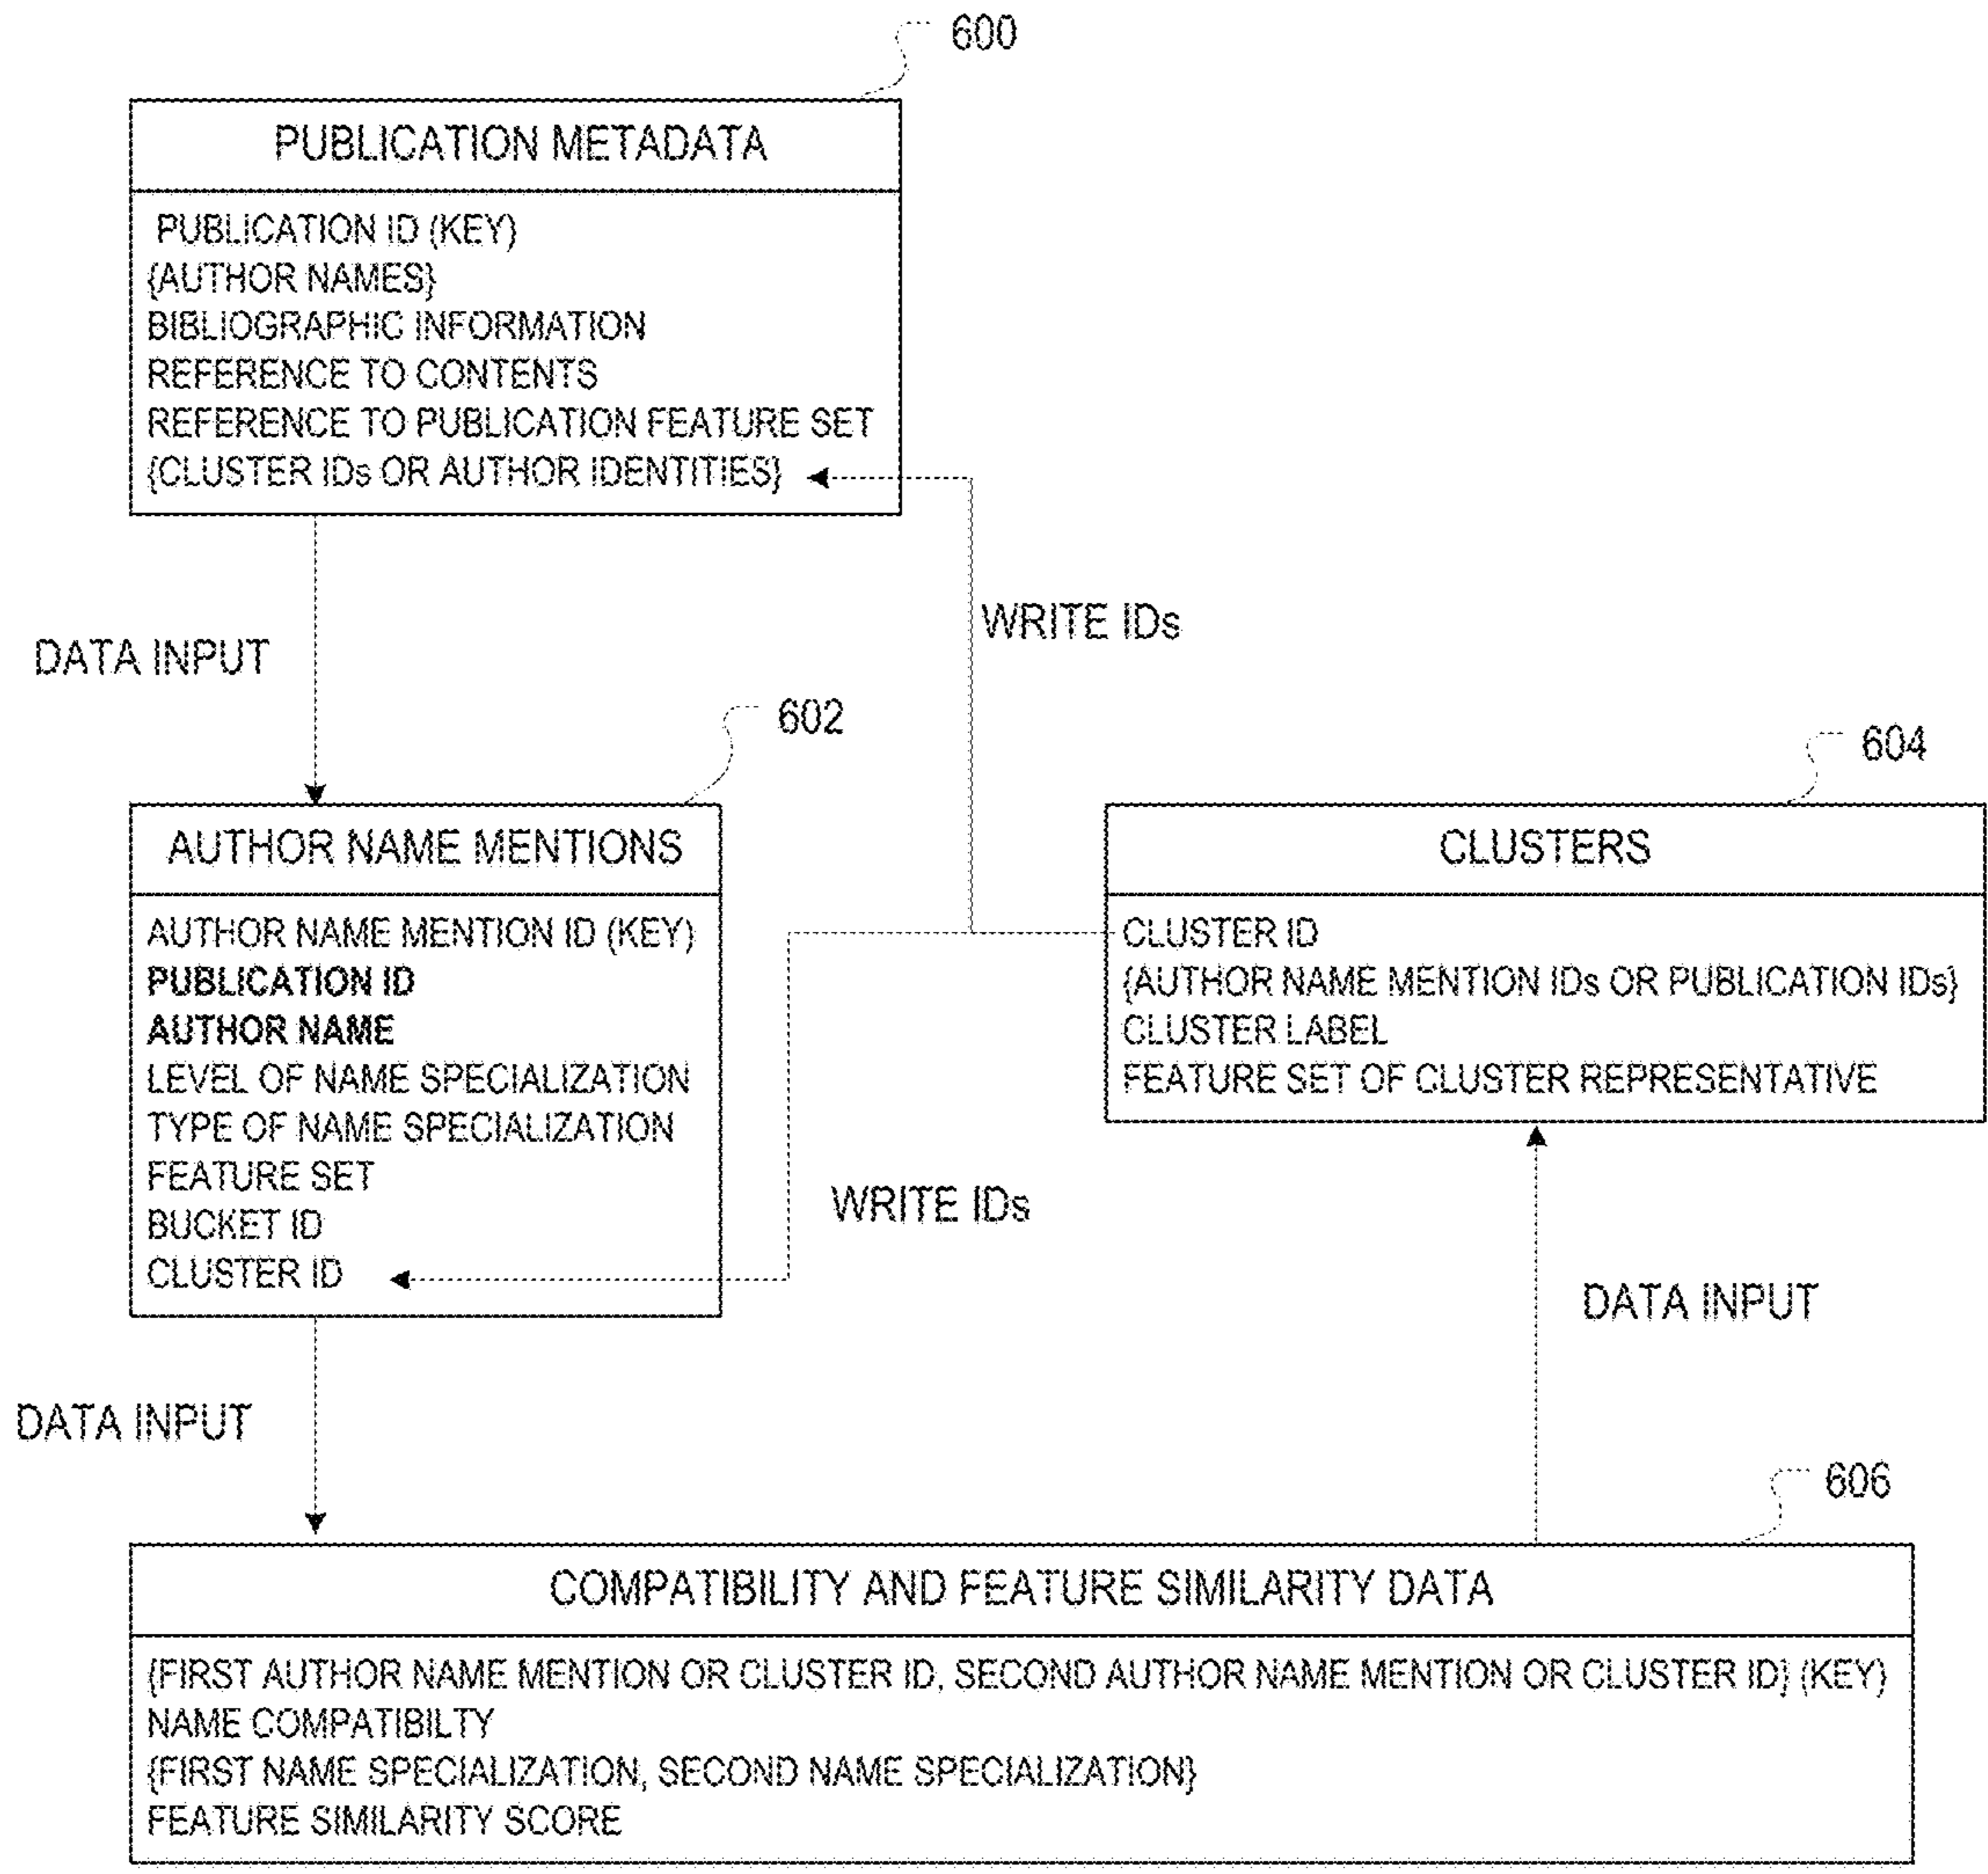 600
PUBLICATION METADATA
PUBLICATION ID (KEY)
{AUTHOR NAMES}
BIBLIOGRAPHIC INFORMATION
REFERENCE TO CONTENTS
REFERENCE TO PUBLICATION FEATURE SET
{CLUSTER IDs OR AUTHOR IDENTITIES}
WRITE IDs
DATA INPUT
602
604
AUTHOR NAME MENTIONS
AUTHOR NAME MENTION ID (KEY)
PUBLICATION ID
AUTHOR NAME
LEVEL OF NAME SPECIALIZATION
TYPE OF NAME SPECIALIZATION
FEATURE SET
BUCKET ID
CLUSTER ID
CLUSTERS
CLUSTER ID
{AUTHOR NAME MENTION IDs OR PUBLICATION IDs}
CLUSTER LABEL
FEATURE SET OF CLUSTER REPRESENTATIVE
WRITE IDs
DATA INPUT
DATA INPUT
606
COMPATIBILITY AND FEATURE SIMILARITY DATA
{FIRST AUTHOR NAME MENTION OR CLUSTER ID, SECOND AUTHOR NAME MENTION OR CLUSTER ID} (KEY)
NAME COMPATIBILTY
{FIRST NAME SPECIALIZATION, SECOND NAME SPECIALIZATION}
FEATURE SIMILARITY SCORE